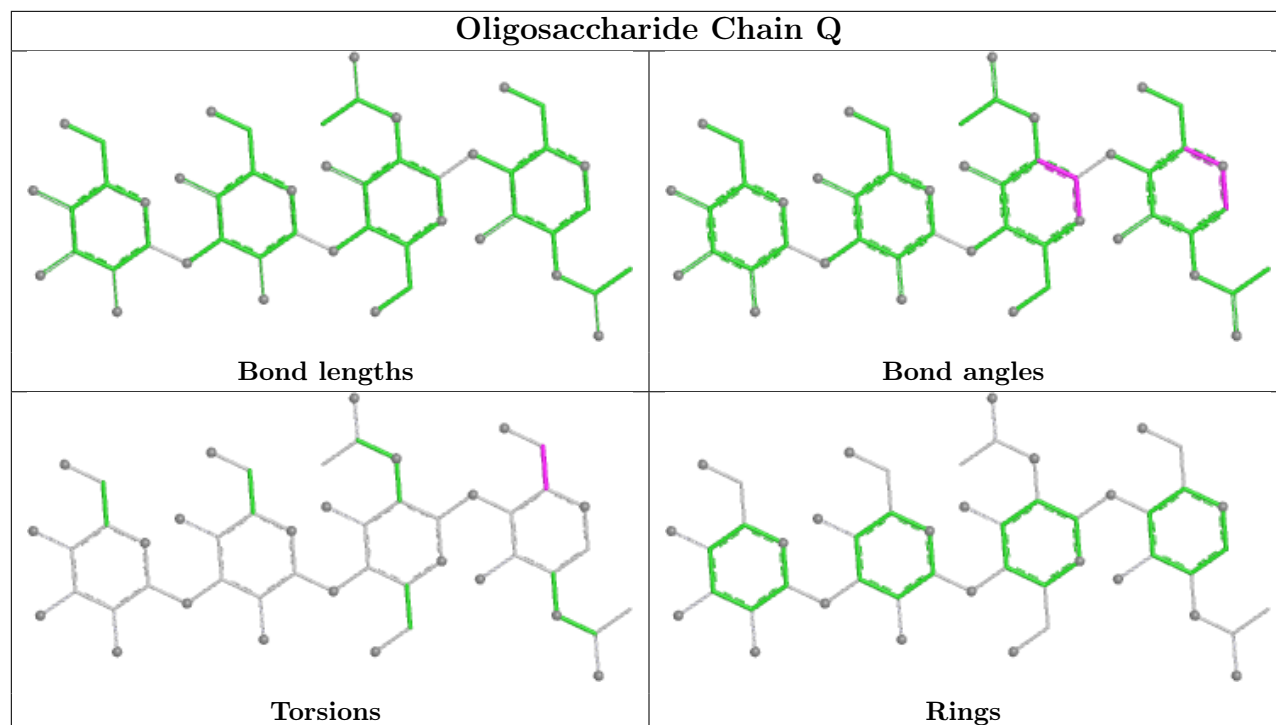 Oligosaccharide Chain Q
Bond lengths
Bond angles
Torsions
Rings